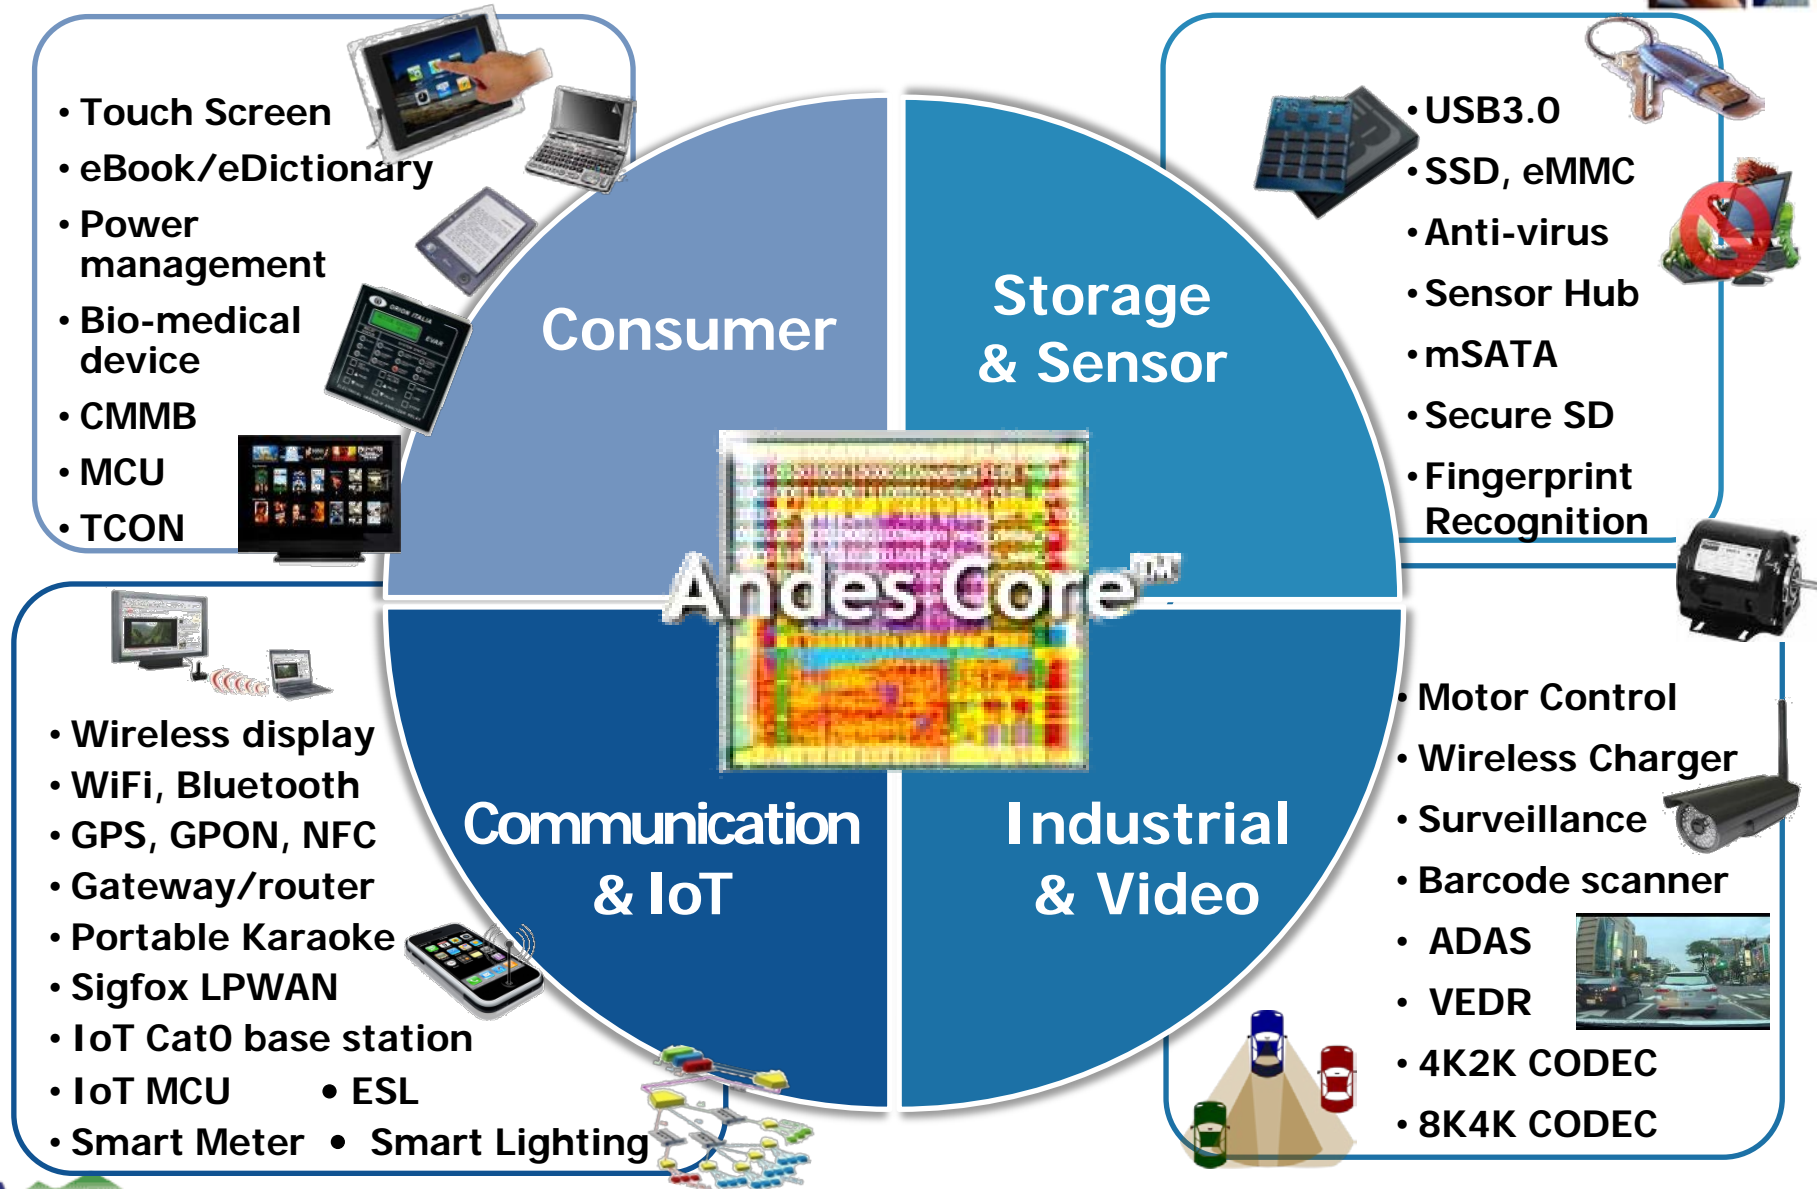 • Touch Screen
• eBook/eDictionary
• Power
management
• Bio-medical
device
• CMMB
• MCU
• TCON
ORION ITALIA
EVAR
Consumer
Storage
& Sensor
• USB3.0
• SSD, eMMC
• Anti-virus
• Sensor Hub
• mSATA
• Secure SD
• Fingerprint
Recognition
Andes Core™
• Wireless display
• WiFi, Bluetooth
• GPS, GPON, NFC
• Gateway/router
• Portable Karaoke
• Sigfox LPWAN
• IoT Cat0 base station
• IoT MCU • ESL
• Smart Meter • Smart Lighting
Communication
& IoT
Industrial
& Video
• Motor Control
• Wireless Charger
• Surveillance
• Barcode scanner
• ADAS
• VEDR
• 4K2K CODEC
• 8K4K CODEC